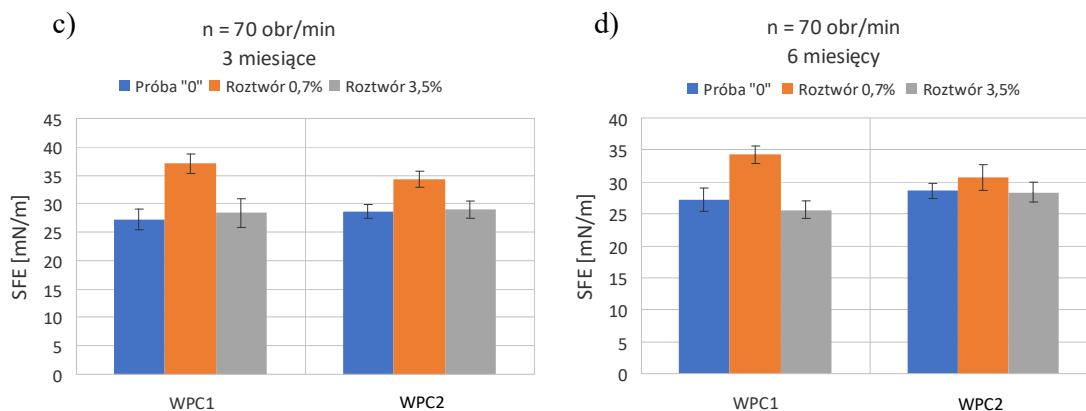 c)
n = 70 obr/min
3 miesiące
Próba "0" Roztwór 0,7% Roztwór 3,5%
SFE [mN/m]
45
40
35
30
25
20
15
10
5
0
WPC1 WPC2
d)
n = 70 obr/min
6 miesięcy
Próba "0" Roztwór 0,7% Roztwór 3,5%
SFE [mN/m]
40
35
30
25
20
15
10
5
0
WPC1 WPC2